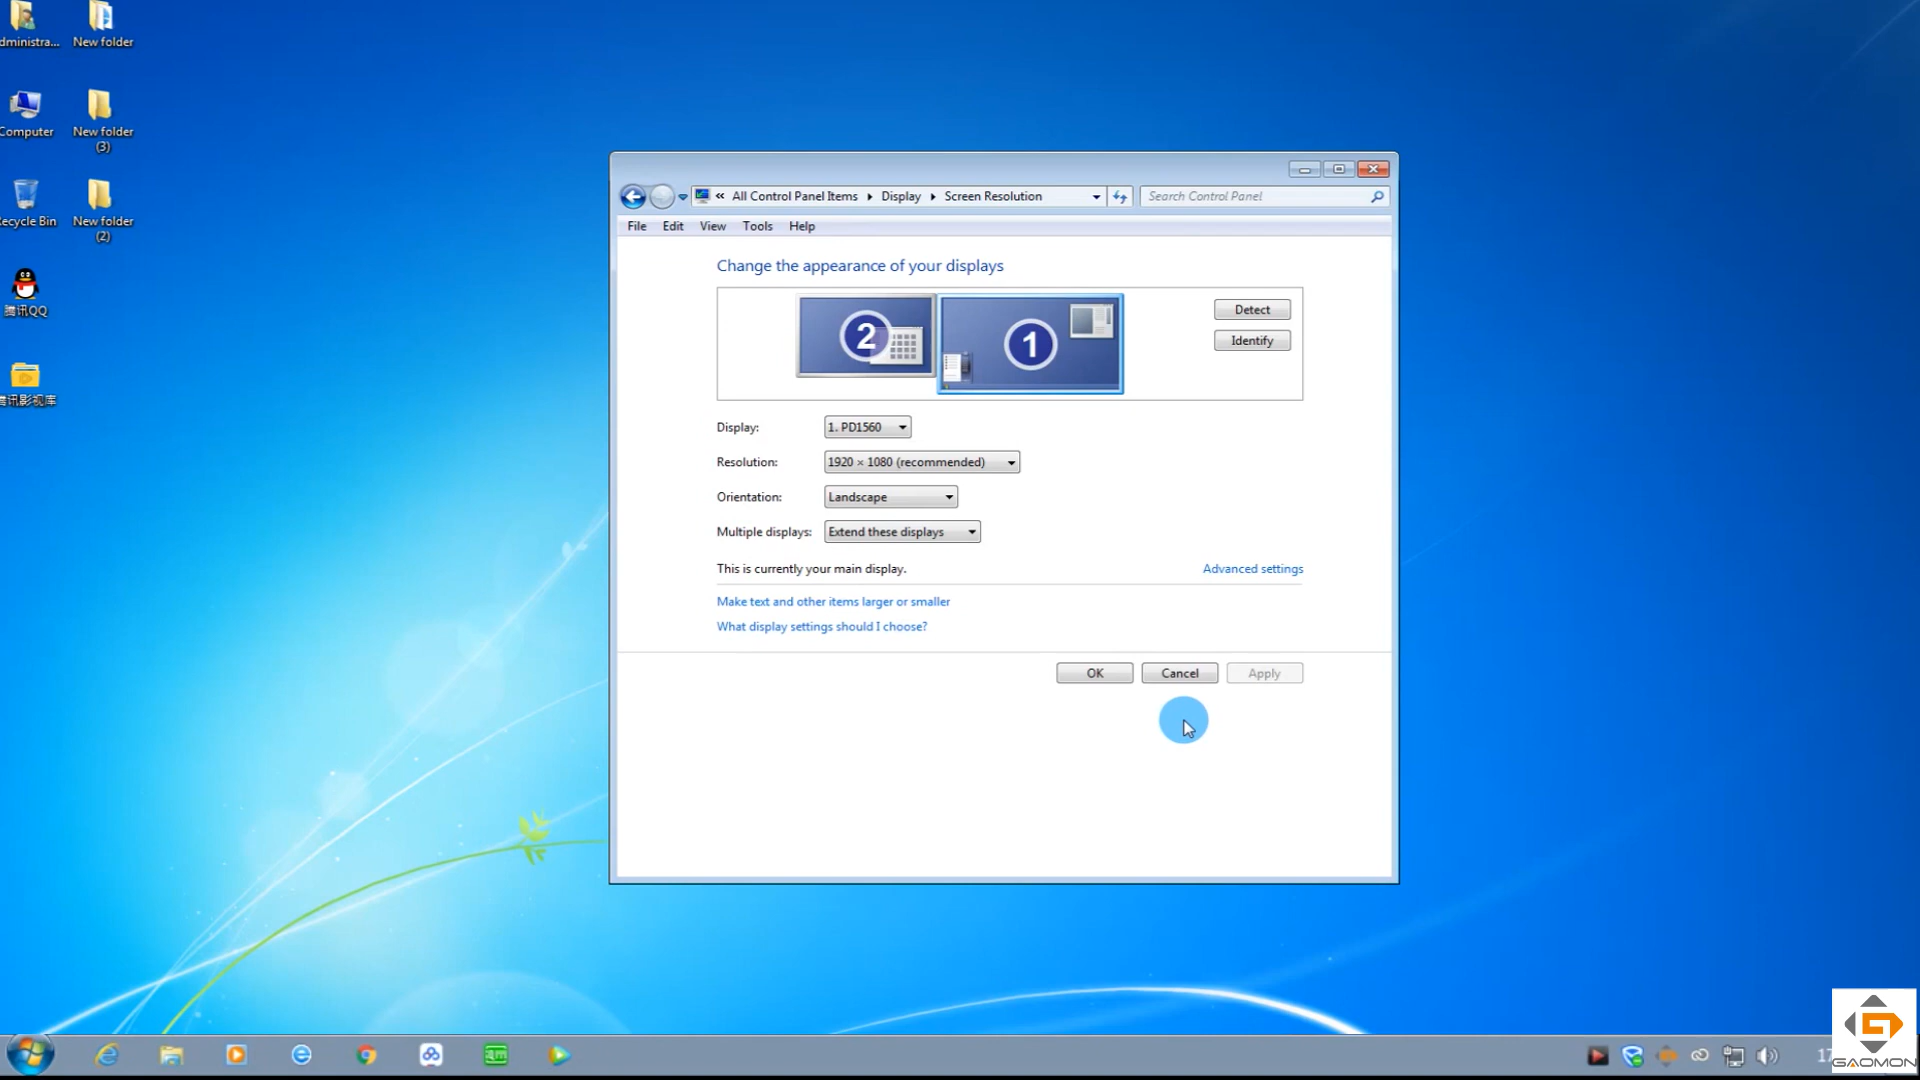 dministra...
New folder
Computer
New folder
(3)
ecycle Bin
New folder
(2)
腾讯QQ
讯影视库
« All Control Panel Items Display Screen Resolution
Search Control Panel
File Edit View Tools Help
Change the appearance of your displays
2
1
Detect
Identify
Display: 1. PD1560
Resolution: 1920 × 1080 (recommended)
Orientation: Landscape
Multiple displays: Extend these displays
This is currently your main display.
Advanced settings
Make text and other items larger or smaller
What display settings should I choose?
OK Cancel Apply
17
GAOMON